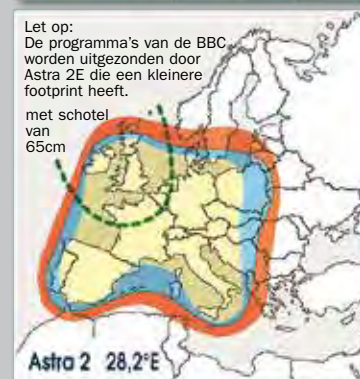 Let op:
De programma's van de BBC
worden uitgezonden door
Astra 2E die een kleinere
footprint heeft.
met schotel
van
65cm
Astra 2 28,2°E